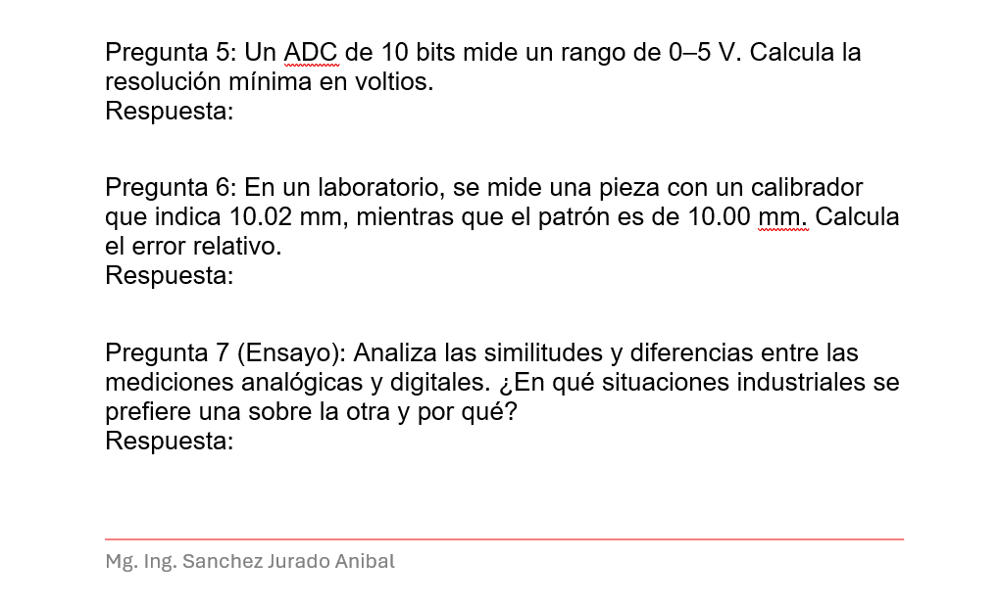 Pregunta 5: Un ADC de 10 bits mide un rango de 0–5 V. Calcula la
resolución mínima en voltios.
Respuesta:
Pregunta 6: En un laboratorio, se mide una pieza con un calibrador
que indica 10.02 mm, mientras que el patrón es de 10.00 mm. Calcula
el error relativo.
Respuesta:
Pregunta 7 (Ensayo): Analiza las similitudes y diferencias entre las
mediciones analógicas y digitales. ¿En qué situaciones industriales se
prefiere una sobre la otra y por qué?
Respuesta:
Mg. Ing. Sanchez Jurado Anibal